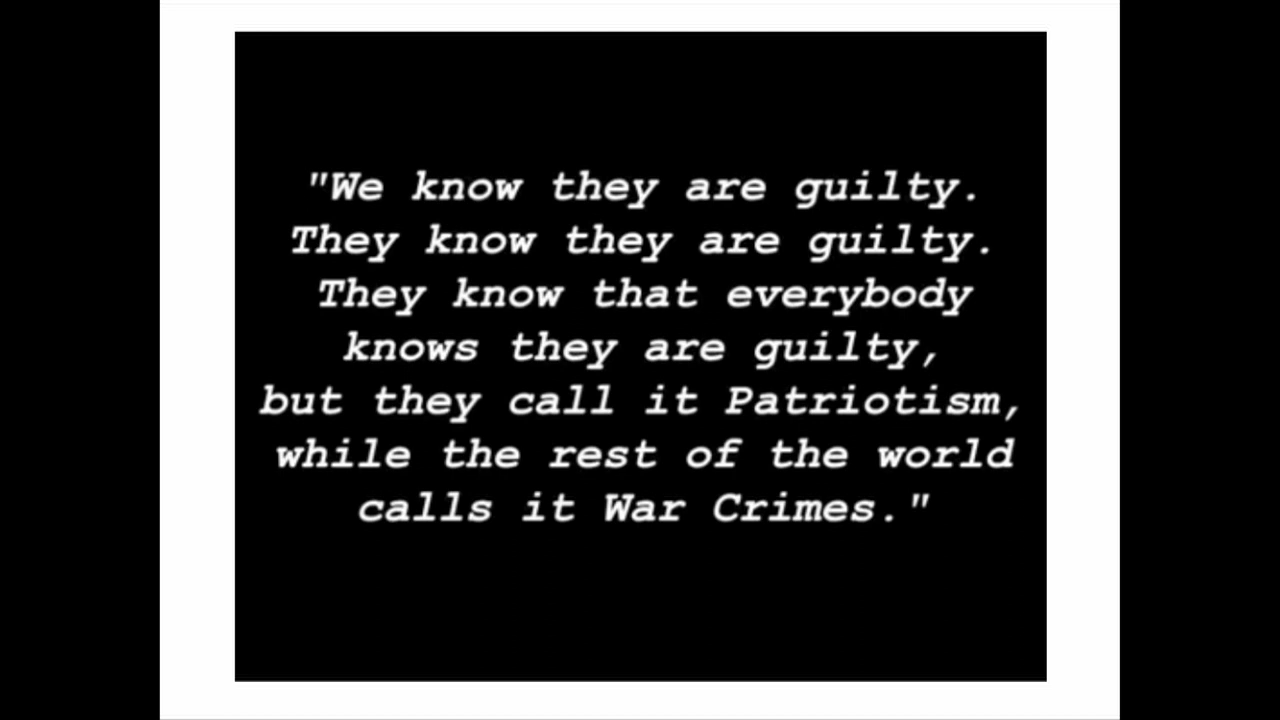 "We know they are guilty.
They know they are guilty.
They know that everybody
knows they are guilty,
but they call it Patriotism,
while the rest of the world
calls it War Crimes."